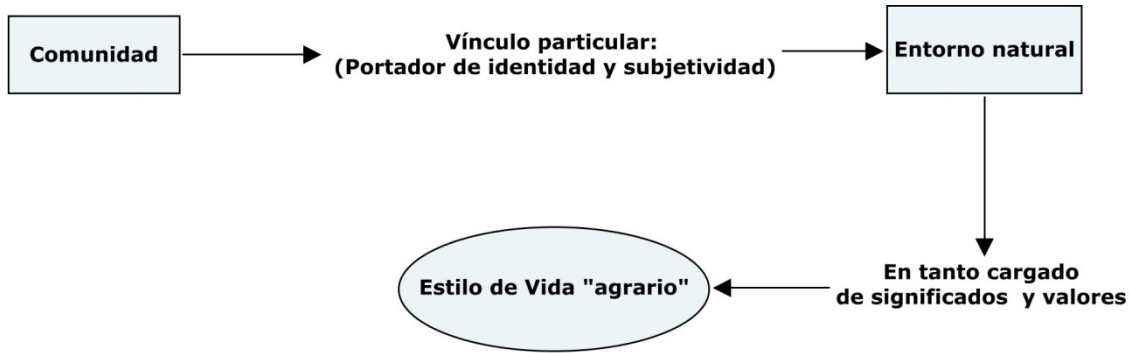 Comunidad
Vínculo particular:
(Portador de identidad y subjetividad)
Entorno natural
En tanto cargado
de significados y valores
Estilo de Vida "agrario"